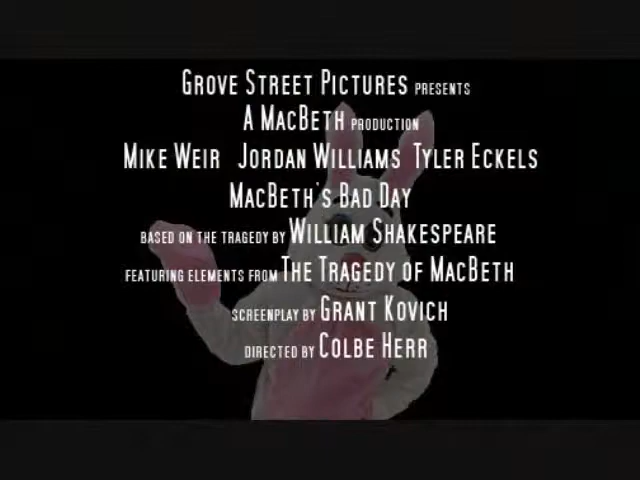 Grove Street Pictures presents
A MacBeth production
Mike Weir Jordan Williams Tyler Eckels
MacBeth's Bad Day
based on the tragedy by William Shakespeare
featuring elements from The Tragedy of MacBeth
screenplay by Grant Kovich
directed by Colbe Herr